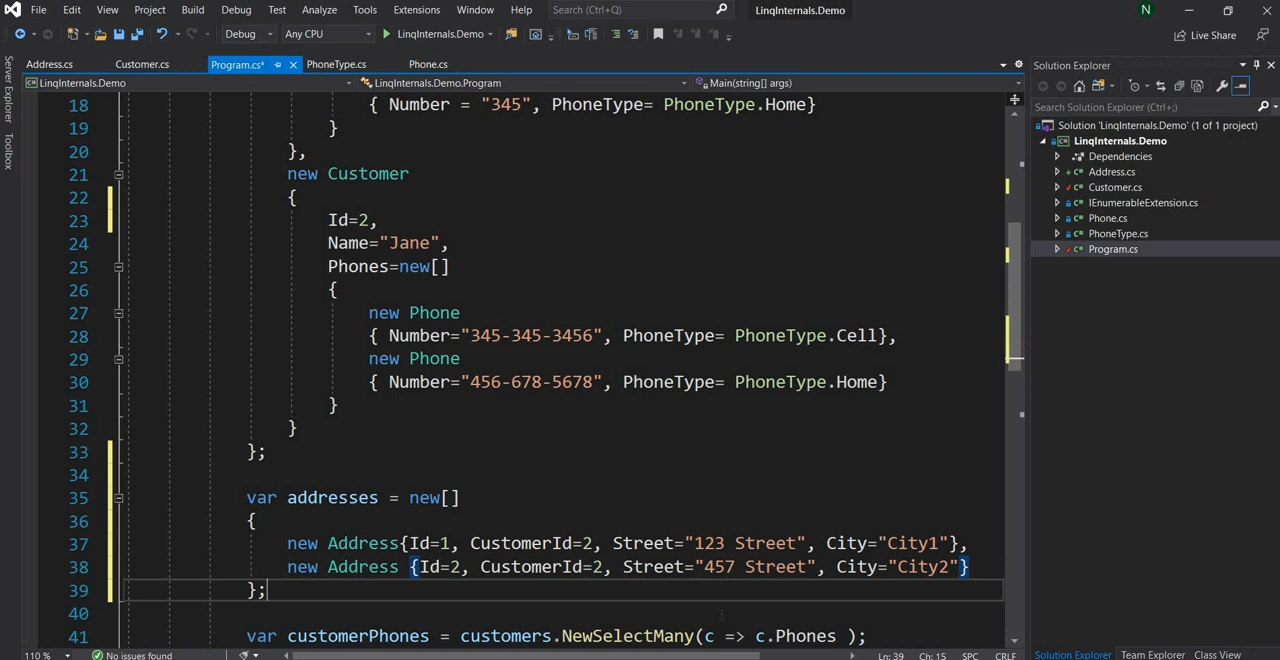 File Edit View Project Build Debug Test Analyze Tools Extensions Window Help Search (Ctrl+Q) LinqInternals.Demo N
Debug Any CPU LinqInternals.Demo Live Share
Server Explorer
Toolbox
Address.cs Customer.cs Program.cs* PhoneType.cs Phone.cs
LinqInternals.Demo LinqInternals.Demo.Program Main(string[] args)
18 { Number = "345", PhoneType= PhoneType.Home}
19 }
20 },
21 new Customer
22 {
23 Id=2,
24 Name="Jane",
25 Phones=new[]
26 {
27 new Phone
28 { Number="345-345-3456", PhoneType= PhoneType.Cell},
29 new Phone
30 { Number="456-678-5678", PhoneType= PhoneType.Home}
31 }
32 }
33 };
34
35 var addresses = new[]
36 {
37 new Address{Id=1, CustomerId=2, Street="123 Street", City="City1"},
38 new Address {Id=2, CustomerId=2, Street="457 Street", City="City2"}
39 };
40
41 var customerPhones = customers.NewSelectMany(c => c.Phones );
110 % No issues found Ln: 39 Ch: 15 SPC CRLF
Solution Explorer
Search Solution Explorer (Ctrl+;)
Solution 'LinqInternals.Demo' (1 of 1 project)
LinqInternals.Demo
Dependencies
Address.cs
Customer.cs
IEnumerableExtension.cs
Phone.cs
PhoneType.cs
Program.cs
Solution Explorer Team Explorer Class View